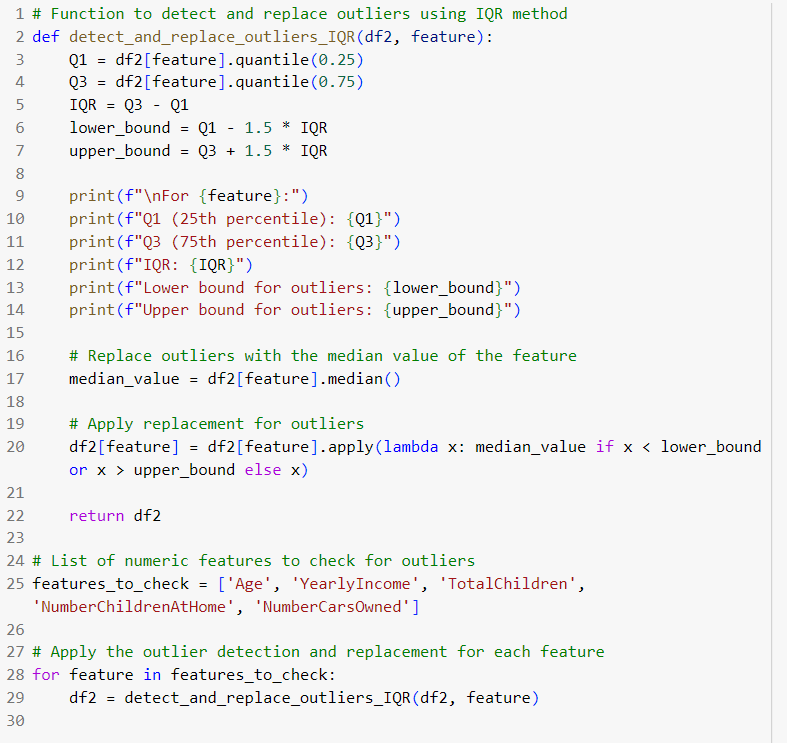 1 # Function to detect and replace outliers using IQR method
2 def detect_and_replace_outliers_IQR(df2, feature):
3     Q1 = df2[feature].quantile(0.25)
4     Q3 = df2[feature].quantile(0.75)
5     IQR = Q3 - Q1
6     lower_bound = Q1 - 1.5 * IQR
7     upper_bound = Q3 + 1.5 * IQR
8
9     print(f"\nFor {feature}:")
10     print(f"Q1 (25th percentile): {Q1}")
11     print(f"Q3 (75th percentile): {Q3}")
12     print(f"IQR: {IQR}")
13     print(f"Lower bound for outliers: {lower_bound}")
14     print(f"Upper bound for outliers: {upper_bound}")
15
16     # Replace outliers with the median value of the feature
17     median_value = df2[feature].median()
18
19     # Apply replacement for outliers
20     df2[feature] = df2[feature].apply(lambda x: median_value if x < lower_bound
    or x > upper_bound else x)
21
22     return df2
23
24 # List of numeric features to check for outliers
25 features_to_check = ['Age', 'YearlyIncome', 'TotalChildren',
'NumberChildrenAtHome', 'NumberCarsOwned']
26
27 # Apply the outlier detection and replacement for each feature
28 for feature in features_to_check:
29     df2 = detect_and_replace_outliers_IQR(df2, feature)
30